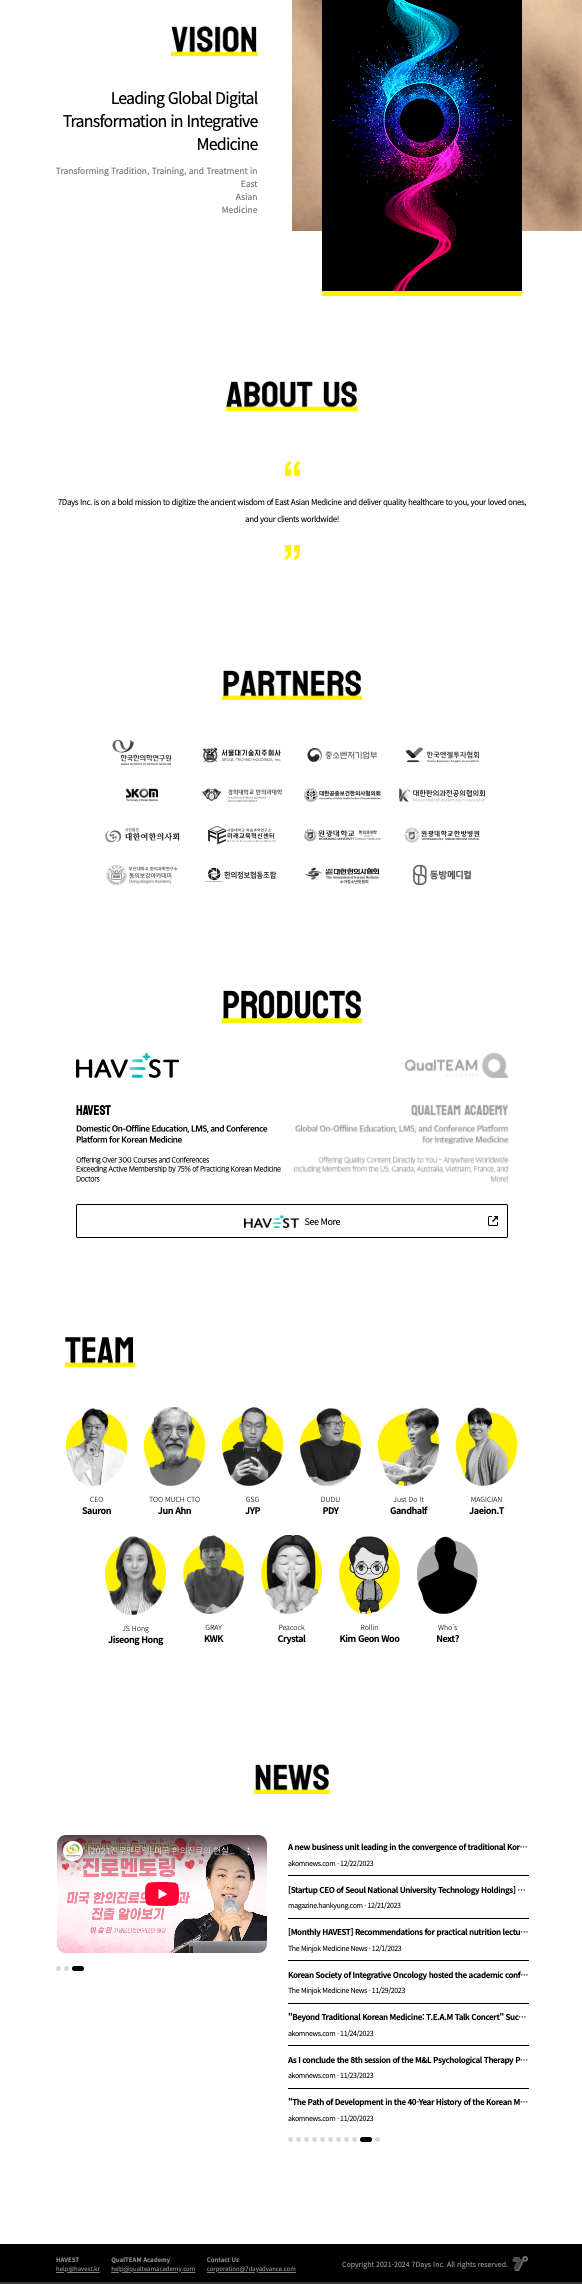 VISION
Leading Global Digital
Transformation in Integrative
Medicine
Transforming Tradition, Training, and Treatment in
East
Asian
Medicine
ABOUT US
“
7Days Inc. is on a bold mission to digitize the ancient wisdom of East Asian Medicine and deliver quality healthcare to you, your loved ones,
and your clients worldwide!
”
PARTNERS
한국한의학연구원
서울대기술지주회사
SEOUL TECHNO HOLDINGS, Inc.
중소벤처기업부
한국엔젤투자협회
SKOM
경희대학교 한의과대학
대한공중보건한의사협의회
대한한의과전공의협의회
대한여한의사회
미래교육혁신센터
원광대학교
원광대학교한방병원
동의보감아카데미
Donguibogam Academy
한의정보협동조합
대한한의사협회
The Association of Korean Medicine
동방메디컬
PRODUCTS
HAVEST
QualTEAM
HAVEST
QUALTEAM ACADEMY
Domestic On-Offline Education, LMS, and Conference
Platform for Korean Medicine
Global On-Offline Education, LMS, and Conference Platform
for Integrative Medicine
Offering Over 300 Courses and Conferences
Exceeding Active Membership by 75% of Practicing Korean Medicine
Doctors
Offering Quality Content Directly to You – Anywhere Worldwide
Including Members from the US, Canada, Australia, Vietnam, France, and
More!
HAVEST See More
TEAM
CEO
Sauron
TOO MUCH CTO
Jun Ahn
GSG
JYP
DUDU
PDY
Just Do It
Gandhalf
MAGICIAN
Jaeion.T
JS Hong
Jiseong Hong
GRAY
KWK
Peacock
Crystal
Rollin
Kim Geon Woo
Who's
Next?
NEWS
진로멘토링
미국 한의진료의 과
진출 알아보기
A new business unit leading in the convergence of traditional Kor⋯
akomnews.com · 12/22/2023
[Startup CEO of Seoul National University Technology Holdings] ⋯
magazine.hankyung.com · 12/21/2023
[Monthly HAVEST] Recommendations for practical nutrition lectu⋯
The Minjok Medicine News · 12/1/2023
Korean Society of Integrative Oncology hosted the academic conf⋯
The Minjok Medicine News · 11/29/2023
"Beyond Traditional Korean Medicine: T.E.A.M Talk Concert" Suc⋯
akomnews.com · 11/24/2023
As I conclude the 8th session of the M&L Psychological Therapy P⋯
akomnews.com · 11/23/2023
"The Path of Development in the 40-Year History of the Korean M⋯
akomnews.com · 11/20/2023
HAVEST
help@havest.kr
QualTEAM Academy
help@qualteamacademy.com
Contact Us
corporation@7dayadvance.com
Copyright 2021-2024 7Days Inc. All rights reserved.